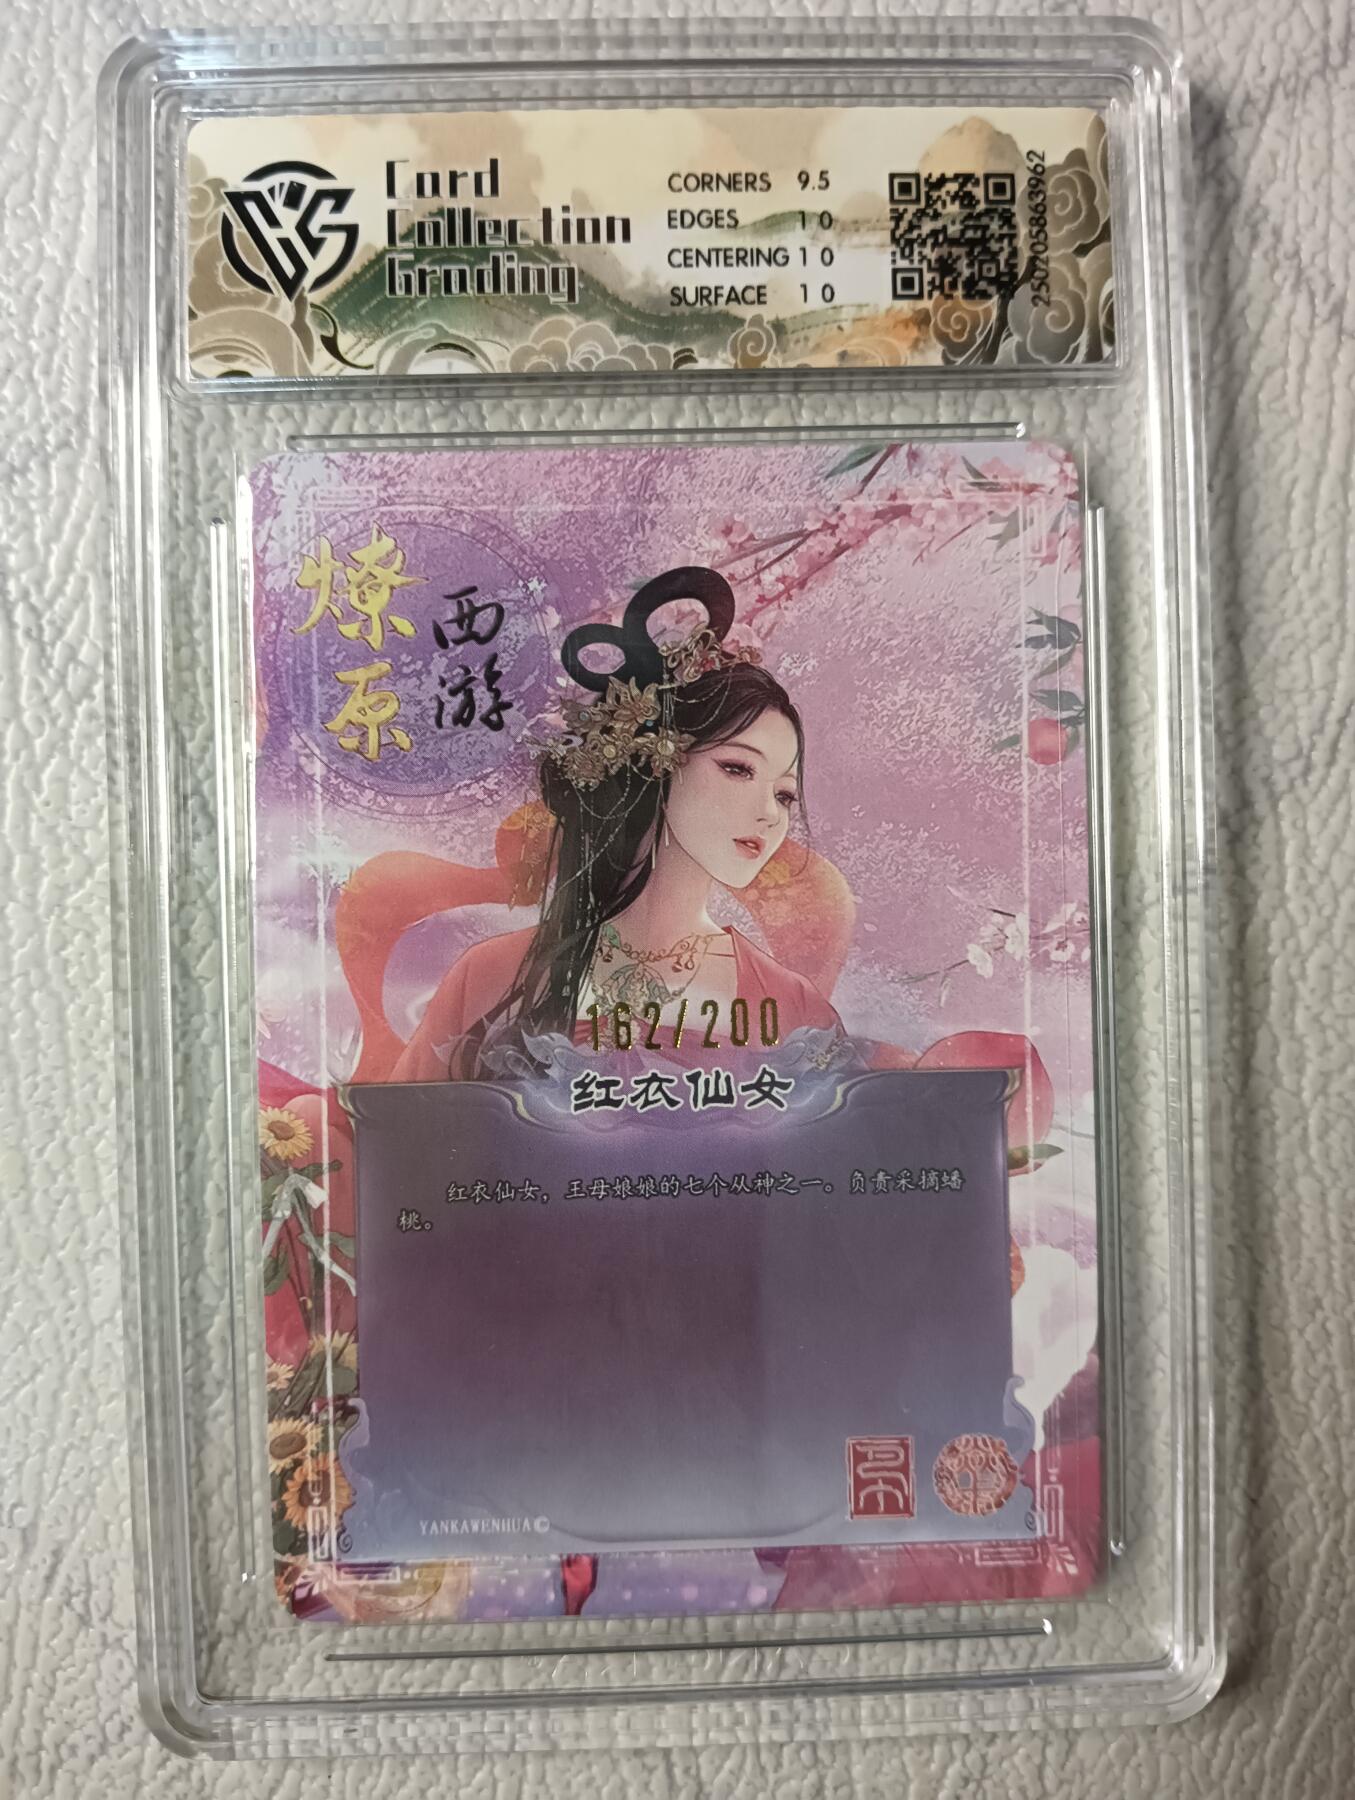 CCG
Card
Collection
Grading
CORNERS 9.5
EDGES 10
CENTERING 10
SURFACE 10
2502705863962
燎原
西游
162/200
红衣仙女
红衣仙女，王母娘娘的七个从神之一。负责采摘蟠
桃。
YANKAWENHUA©